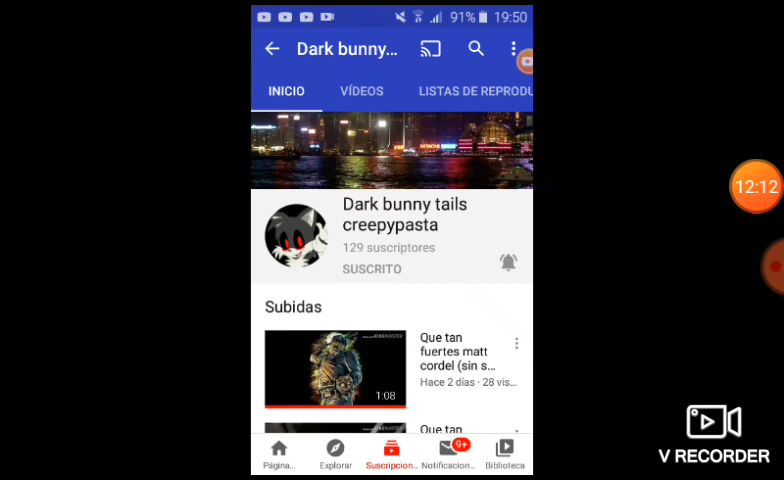 91% 19:50
Dark bunny...
INICIO VÍDEOS LISTAS DE REPRODU
HITACHI
Dark bunny tails
creepypasta
129 suscriptores
SUSCRITO
Subidas
KINEMASTER
Que tan
fuertes matt
cordel (sin s...
Hace 2 días · 28 vis...
1:08
Que tan
Página... Explorar Suscripcion... Notificacion... Biblioteca
9+
12:12
V RECORDER